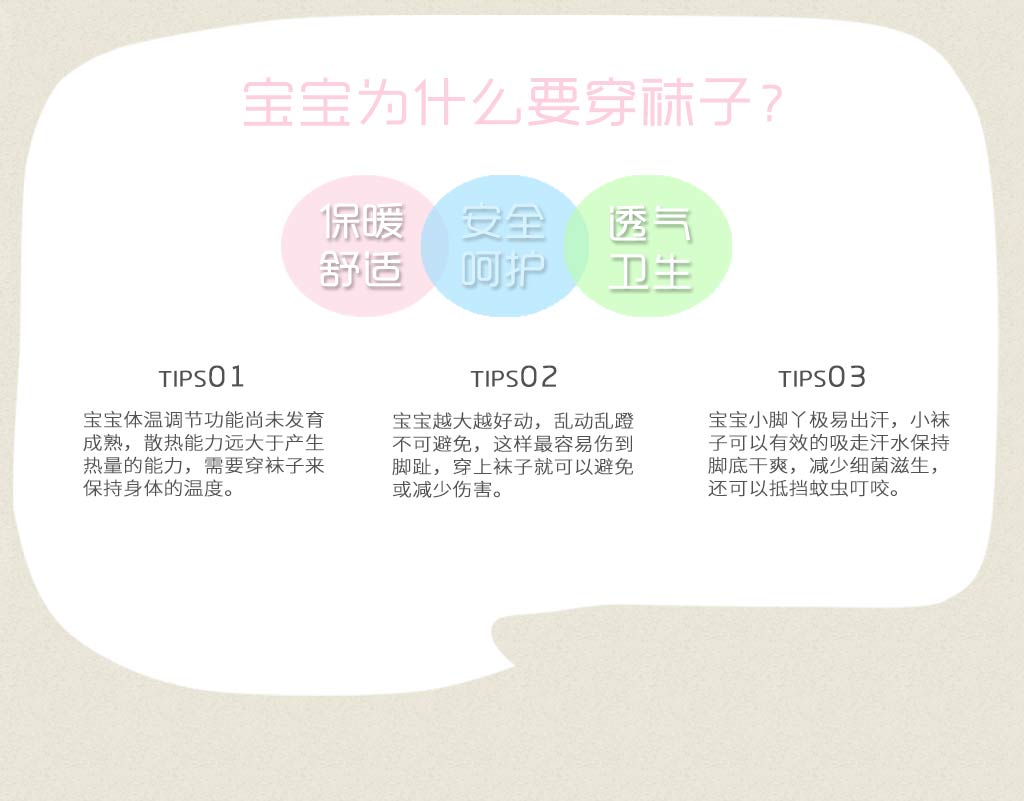 宝宝为什么要穿袜子?
保暖
舒适
安全
呵护
透气
卫生
TIPS01
宝宝体温调节功能尚未发育
成熟，散热能力远大于产生
热量的能力，需要穿袜子来
保持身体的温度。
TIPS02
宝宝越大越好动，乱动乱蹬
不可避免，这样最容易伤到
脚趾，穿上袜子就可以避免
或减少伤害。
TIPS03
宝宝小脚丫极易出汗，小袜
子可以有效的吸走汗水保持
脚底干爽，减少细菌滋生，
还可以抵挡蚊虫叮咬。